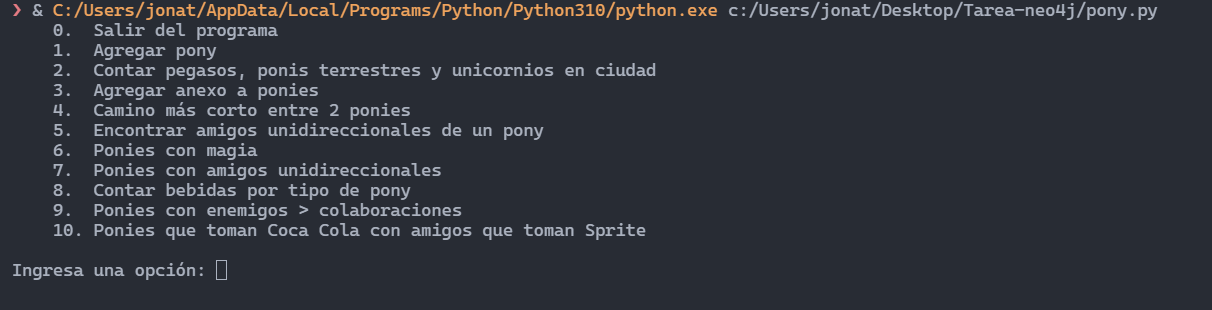 ❯ & C:/Users/jonat/AppData/Local/Programs/Python/Python310/python.exe c:/Users/jonat/Desktop/Tarea-neo4j/pony.py
0. Salir del programa
1. Agregar pony
2. Contar pegasos, ponis terrestres y unicornios en ciudad
3. Agregar anexo a ponies
4. Camino más corto entre 2 ponies
5. Encontrar amigos unidireccionales de un pony
6. Ponies con magia
7. Ponies con amigos unidireccionales
8. Contar bebidas por tipo de pony
9. Ponies con enemigos > colaboraciones
10. Ponies que toman Coca Cola con amigos que toman Sprite
Ingresa una opción: